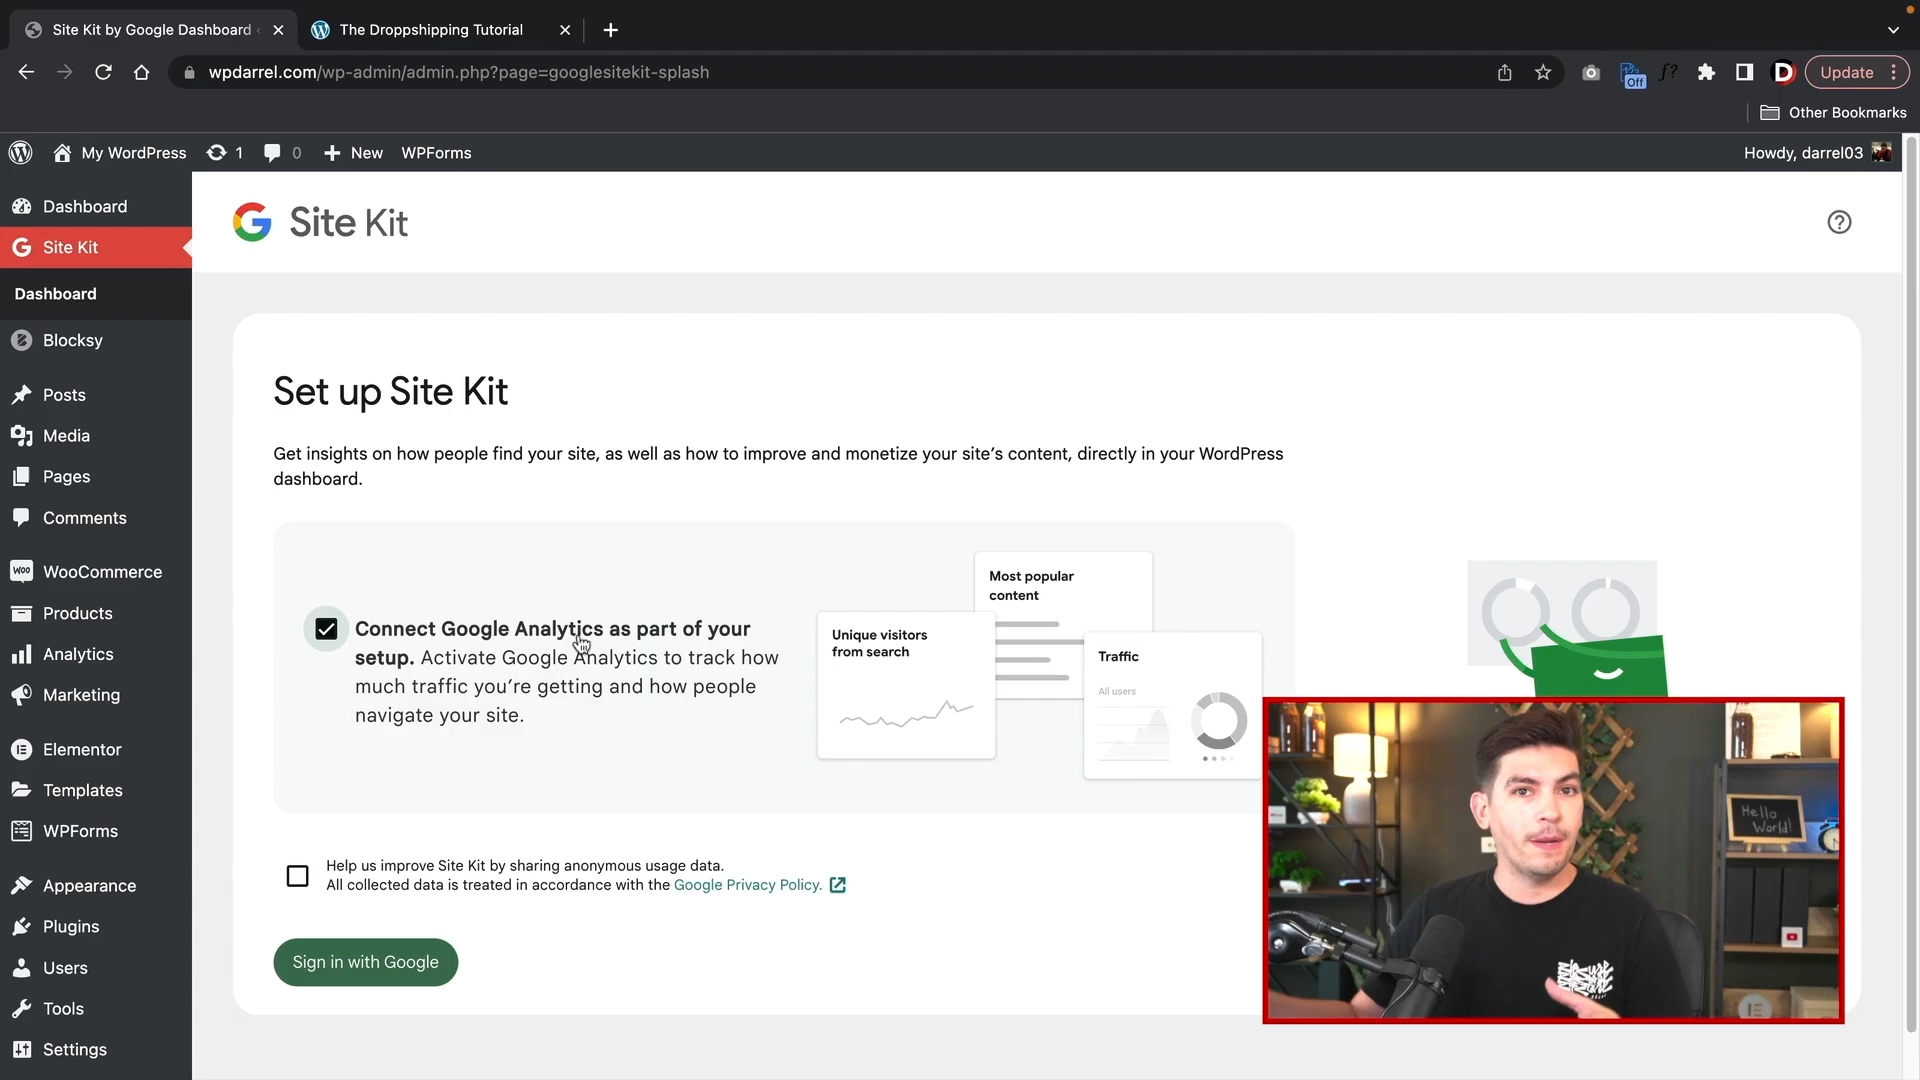 Site Kit by Google Dashboard
The Droppshipping Tutorial
wpdarrel.com/wp-admin/admin.php?page=googlesitekit-splash
Off
f?
D
Update
Other Bookmarks
My WordPress
1
0
New
WPForms
Howdy, darrel03
Dashboard
Site Kit
Dashboard
Blocksy
Posts
Media
Pages
Comments
WooCommerce
Products
Analytics
Marketing
Elementor
Templates
WPForms
Appearance
Plugins
Users
Tools
Settings
Site Kit
Set up Site Kit
Get insights on how people find your site, as well as how to improve and monetize your site’s content, directly in your WordPress
dashboard.
Connect Google Analytics as part of your
setup. Activate Google Analytics to track how
much traffic you’re getting and how people
navigate your site.
Most popular
content
Unique visitors
from search
Traffic
All users
Help us improve Site Kit by sharing anonymous usage data.
All collected data is treated in accordance with the Google Privacy Policy.
Sign in with Google
Hello
World!